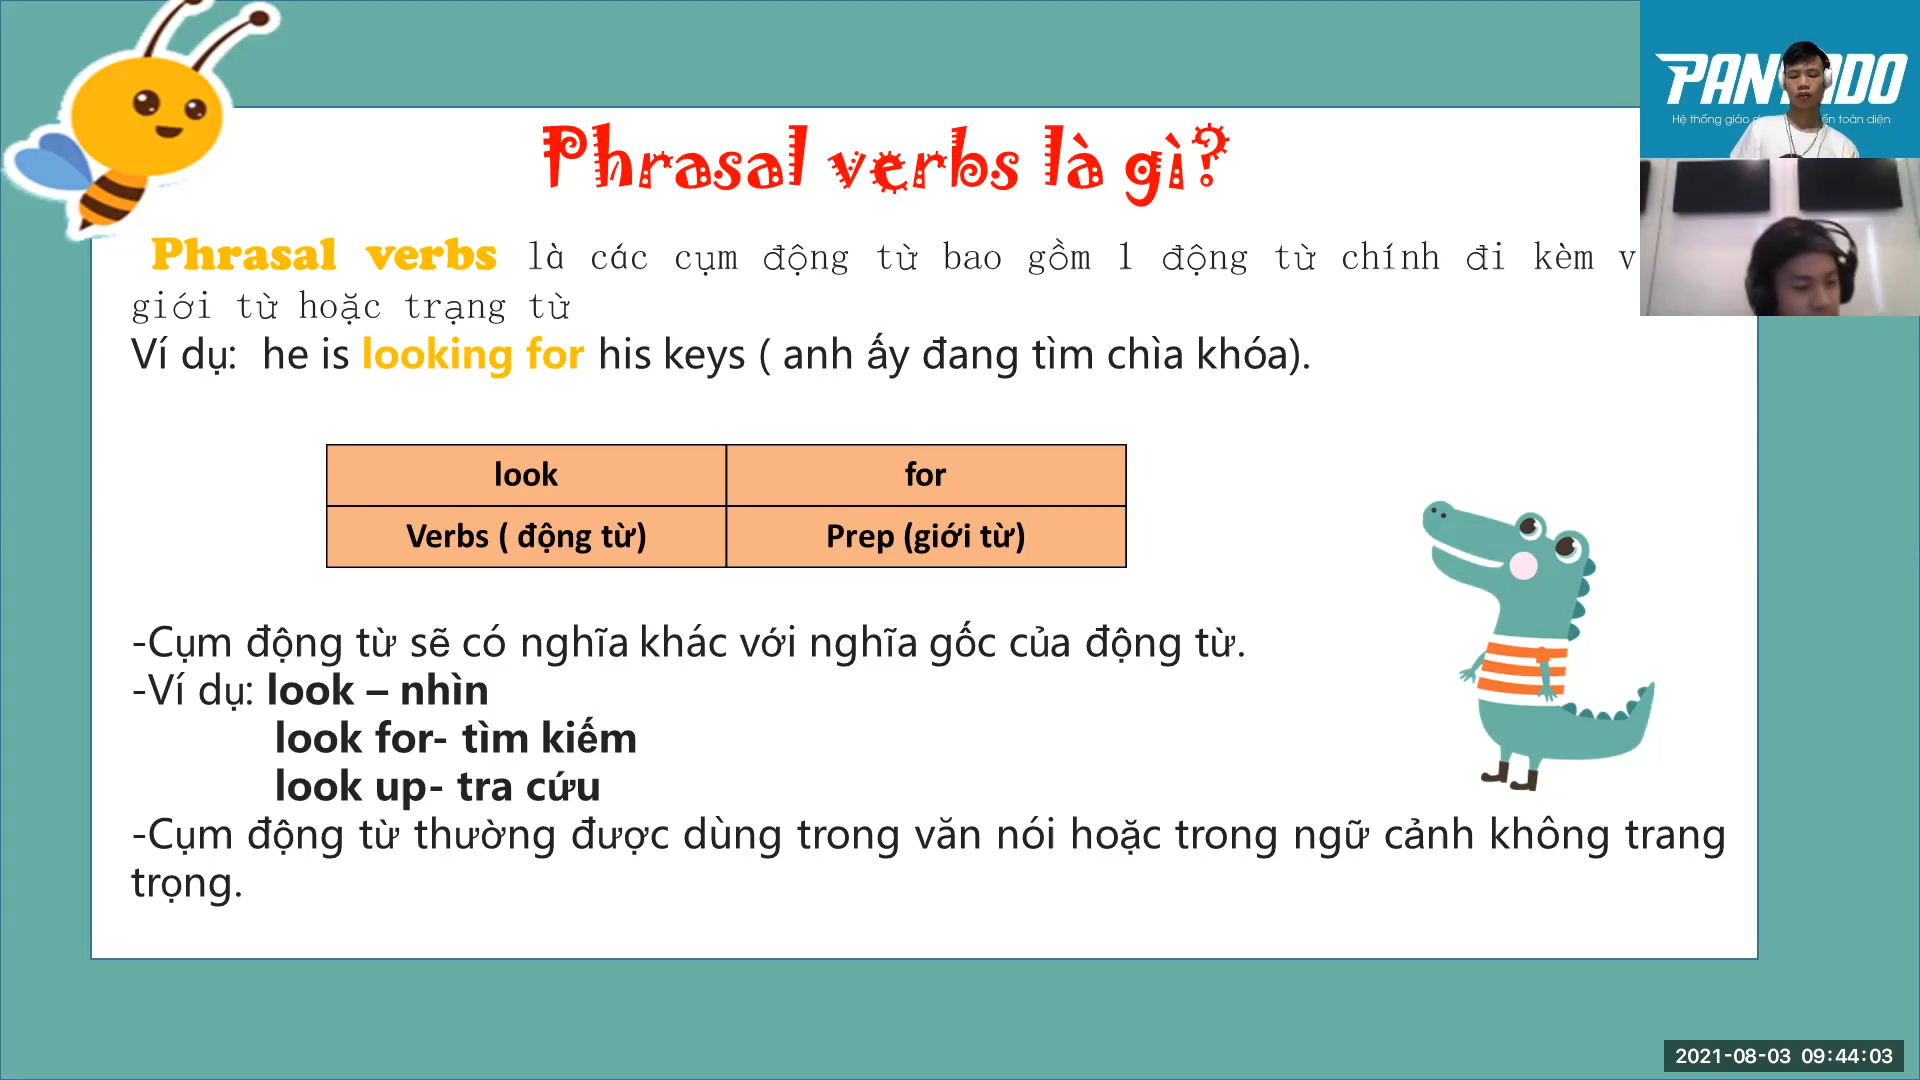 Phrasal verbs là gì?
Phrasal verbs là các cụm động từ bao gồm 1 động từ chính đi kèm
giới từ hoặc trạng từ
Ví dụ: he is looking for his keys ( anh ấy đang tìm chìa khóa).
look for
Verbs ( động từ) Prep (giới từ)
-Cụm động từ sẽ có nghĩa khác với nghĩa gốc của động từ.
-Ví dụ: look – nhìn
look for- tìm kiếm
look up- tra cứu
-Cụm động từ thường được dùng trong văn nói hoặc trong ngữ cảnh không trang
trọng.
Hệ thống giáo toàn diện
2021-08-03 09:44:03